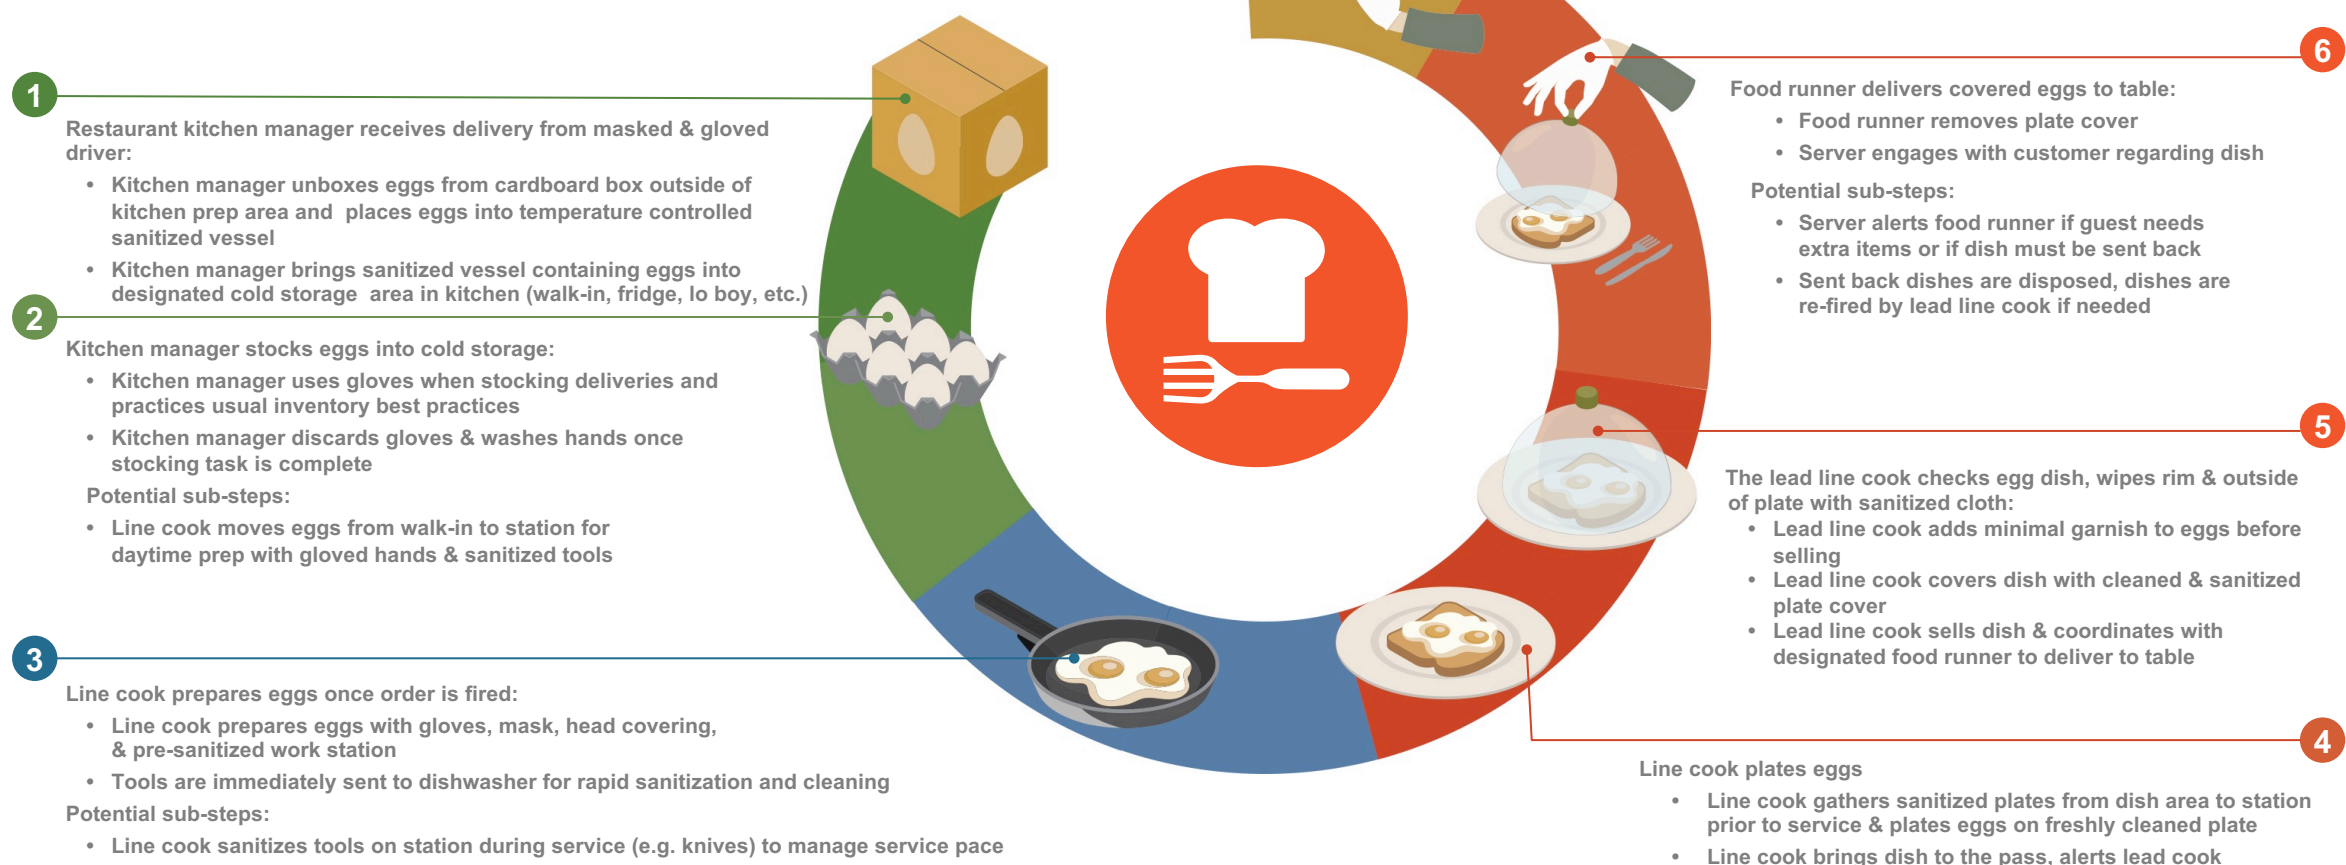 1
Restaurant kitchen manager receives delivery from masked & gloved
driver:
• Kitchen manager unboxes eggs from cardboard box outside of
kitchen prep area and places eggs into temperature controlled
sanitized vessel
• Kitchen manager brings sanitized vessel containing eggs into
designated cold storage area in kitchen (walk-in, fridge, lo boy, etc.)
2
Kitchen manager stocks eggs into cold storage:
• Kitchen manager uses gloves when stocking deliveries and
practices usual inventory best practices
• Kitchen manager discards gloves & washes hands once
stocking task is complete
Potential sub-steps:
• Line cook moves eggs from walk-in to station for
daytime prep with gloved hands & sanitized tools
3
Line cook prepares eggs once order is fired:
• Line cook prepares eggs with gloves, mask, head covering,
& pre-sanitized work station
• Tools are immediately sent to dishwasher for rapid sanitization and cleaning
Potential sub-steps:
• Line cook sanitizes tools on station during service (e.g. knives) to manage service pace
6
Food runner delivers covered eggs to table:
• Food runner removes plate cover
• Server engages with customer regarding dish
Potential sub-steps:
• Server alerts food runner if guest needs
extra items or if dish must be sent back
• Sent back dishes are disposed, dishes are
re-fired by lead line cook if needed
5
The lead line cook checks egg dish, wipes rim & outside
of plate with sanitized cloth:
• Lead line cook adds minimal garnish to eggs before
selling
• Lead line cook covers dish with cleaned & sanitized
plate cover
• Lead line cook sells dish & coordinates with
designated food runner to deliver to table
4
Line cook plates eggs
• Line cook gathers sanitized plates from dish area to station
prior to service & plates eggs on freshly cleaned plate
• Line cook brings dish to the pass, alerts lead cook